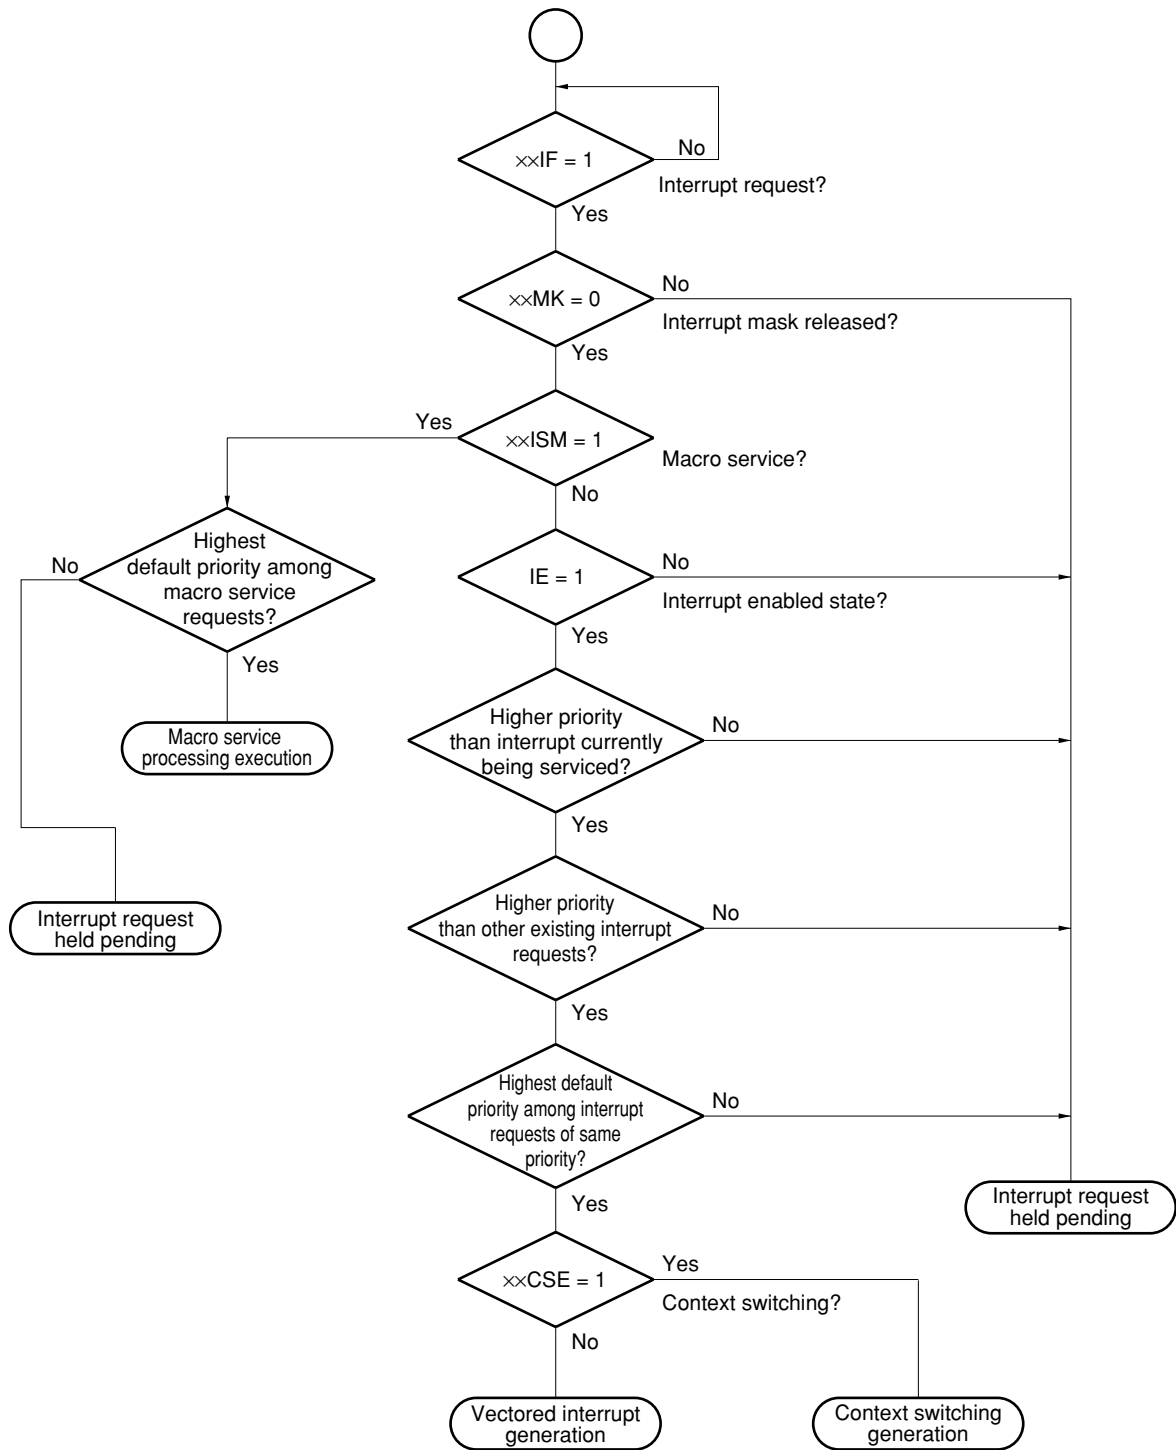 ××IF = 1
No
Interrupt request?
Yes
××MK = 0
No
Interrupt mask released?
Yes
Yes
××ISM = 1
Macro service?
No
Highest
default priority among
macro service
requests?
No
Yes
IE = 1
No
Interrupt enabled state?
Yes
Macro service
processing execution
Higher priority
than interrupt currently
being serviced?
No
Yes
Interrupt request
held pending
Higher priority
than other existing interrupt
requests?
No
Yes
Highest default
priority among interrupt
requests of same
priority?
No
Yes
Interrupt request
held pending
××CSE = 1
Yes
Context switching?
No
Vectored interrupt
generation
Context switching
generation